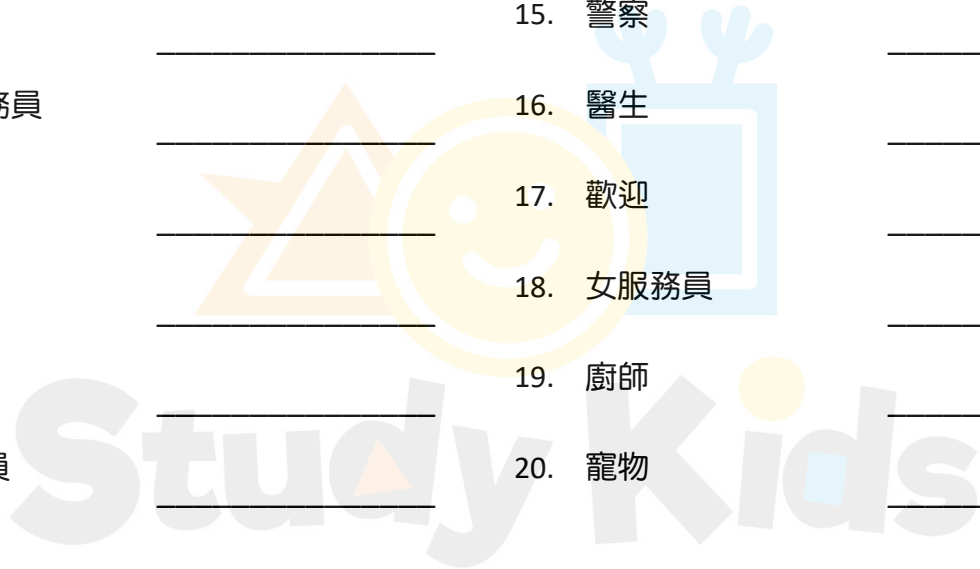 務員
員
15. 警察
16. 醫生
17. 歡迎
18. 女服務員
19. 廚師
20. 寵物
Study Kids